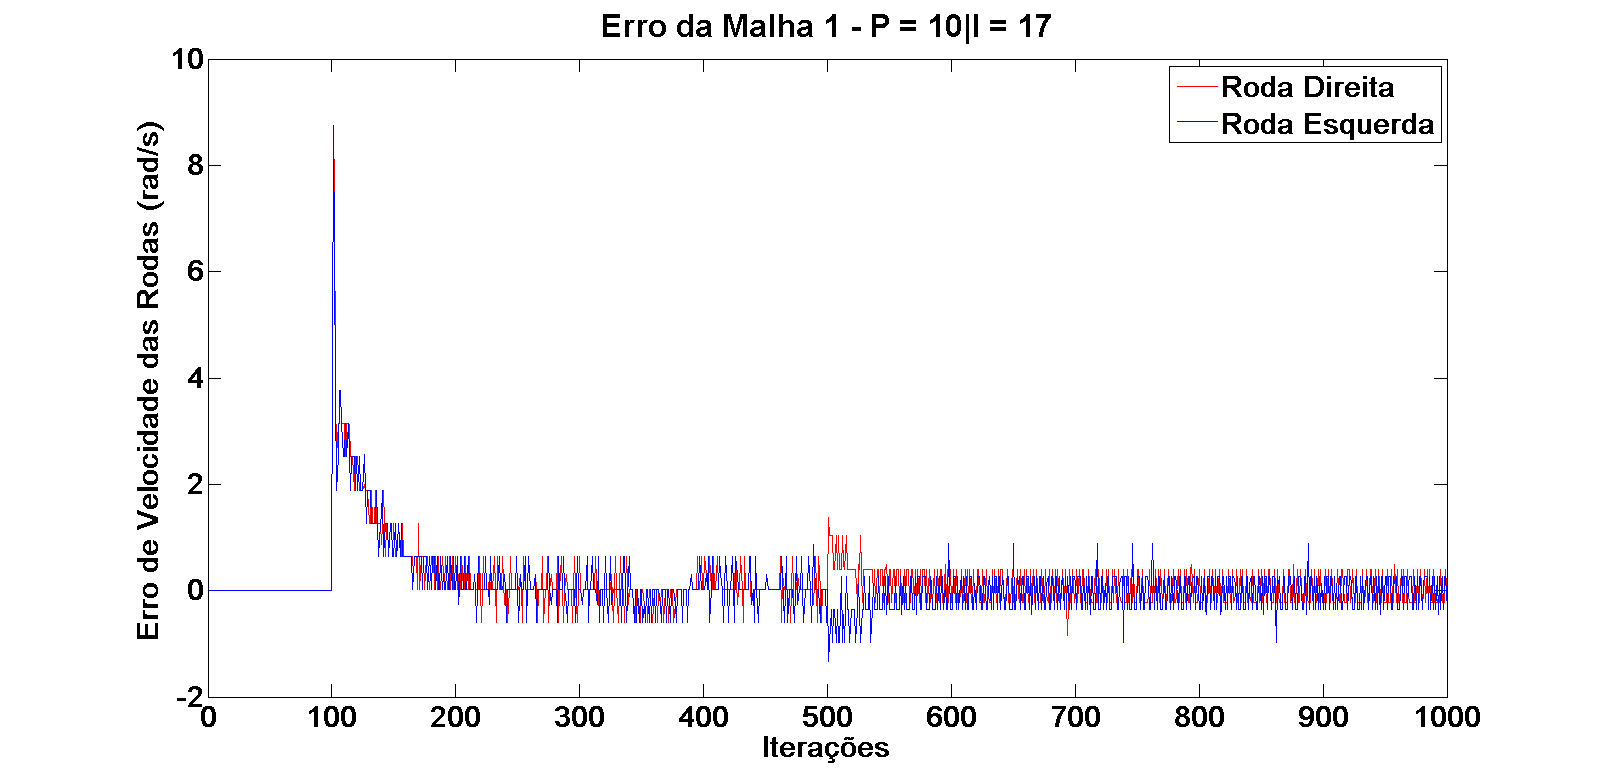 Erro da Malha 1 - P = 10|I = 17
Erro de Velocidade das Rodas (rad/s)
10
8
6
4
2
0
-2
Roda Direita
Roda Esquerda
0 100 200 300 400 500 600 700 800 900 1000
Iterações